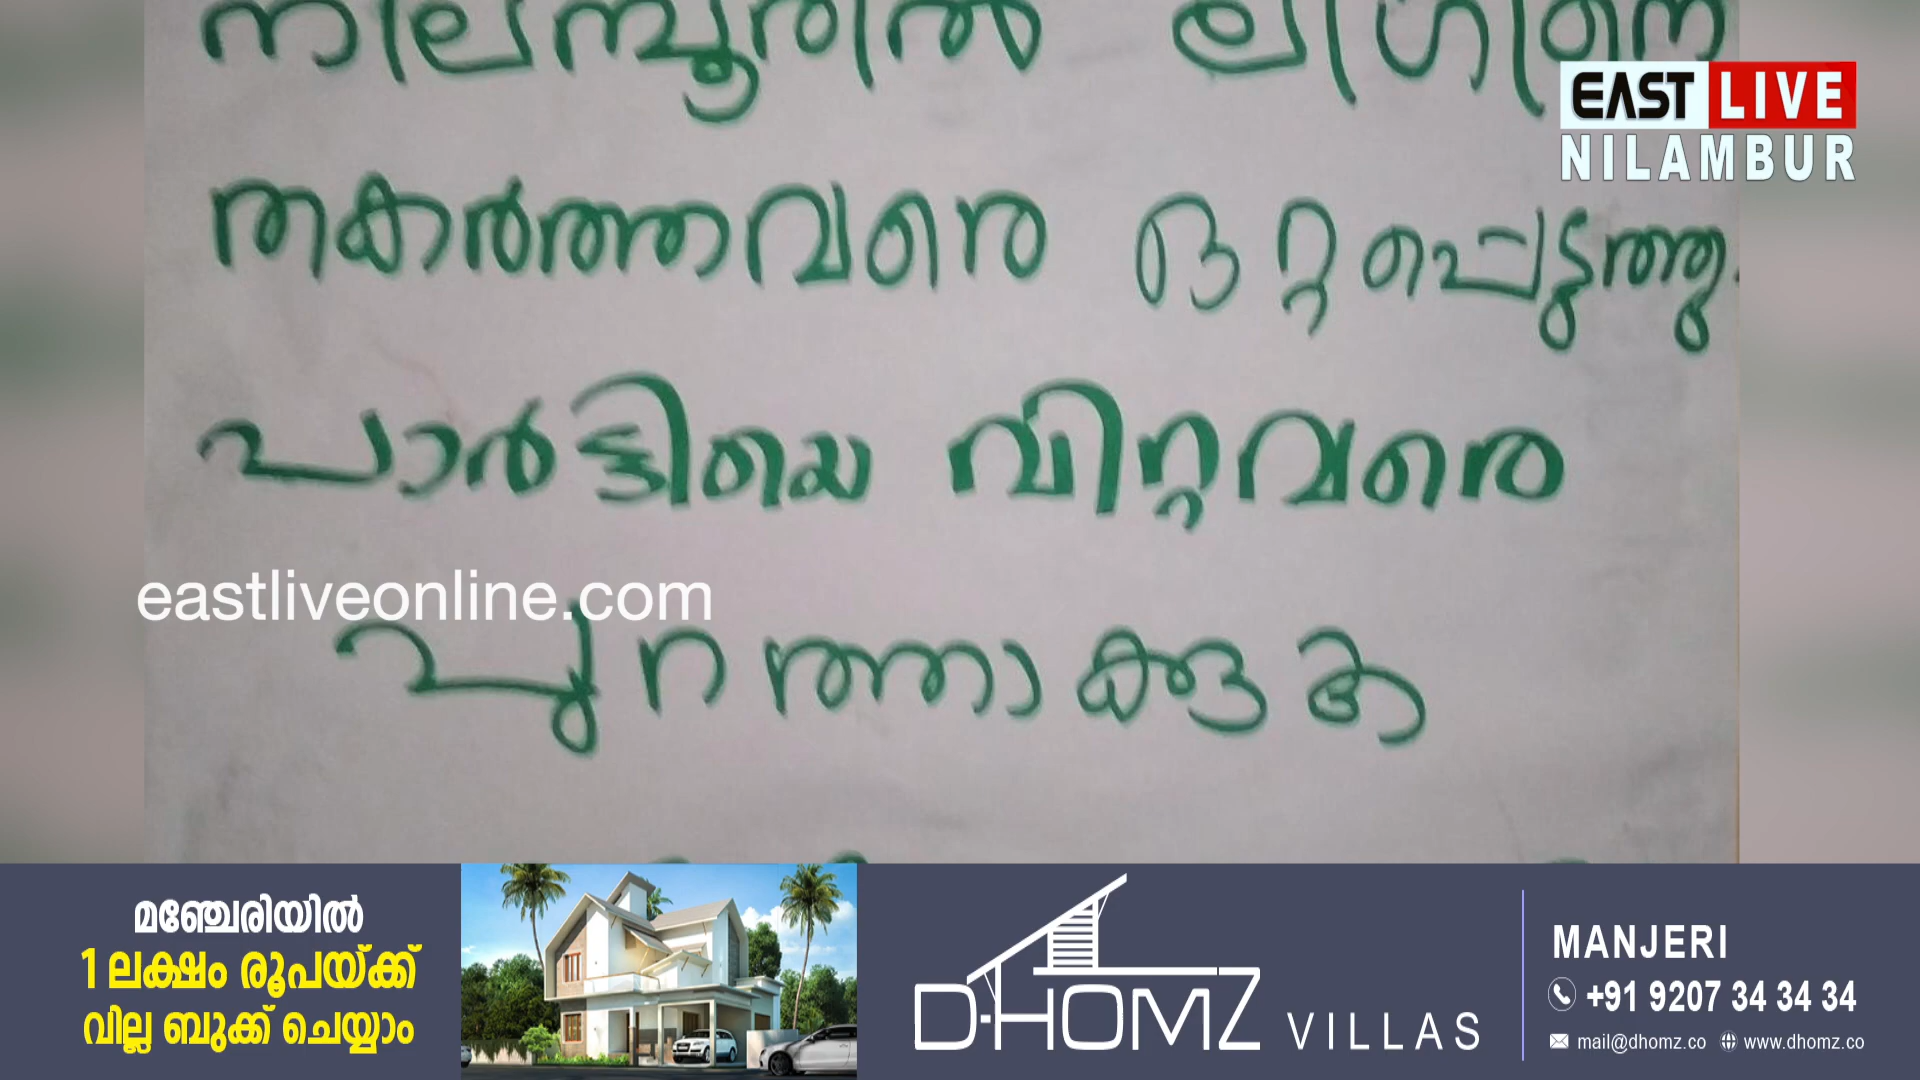 നിലമ്പൂരിൽ ലീഗിനെ
തകർത്തവരെ ഒറ്റപ്പെടുത്തുക
പാർട്ടിയെ വിറ്റവരെ
പുറത്താക്കുക
EAST LIVE
NILAMBUR
eastliveonline.com
മഞ്ചേരിയിൽ
1 ലക്ഷം രൂപയ്ക്ക്
വില്ല ബുക്ക് ചെയ്യാം
D-HOMZ VILLAS
MANJERI
+91 9207 34 34 34
mail@dhomz.co www.dhomz.co